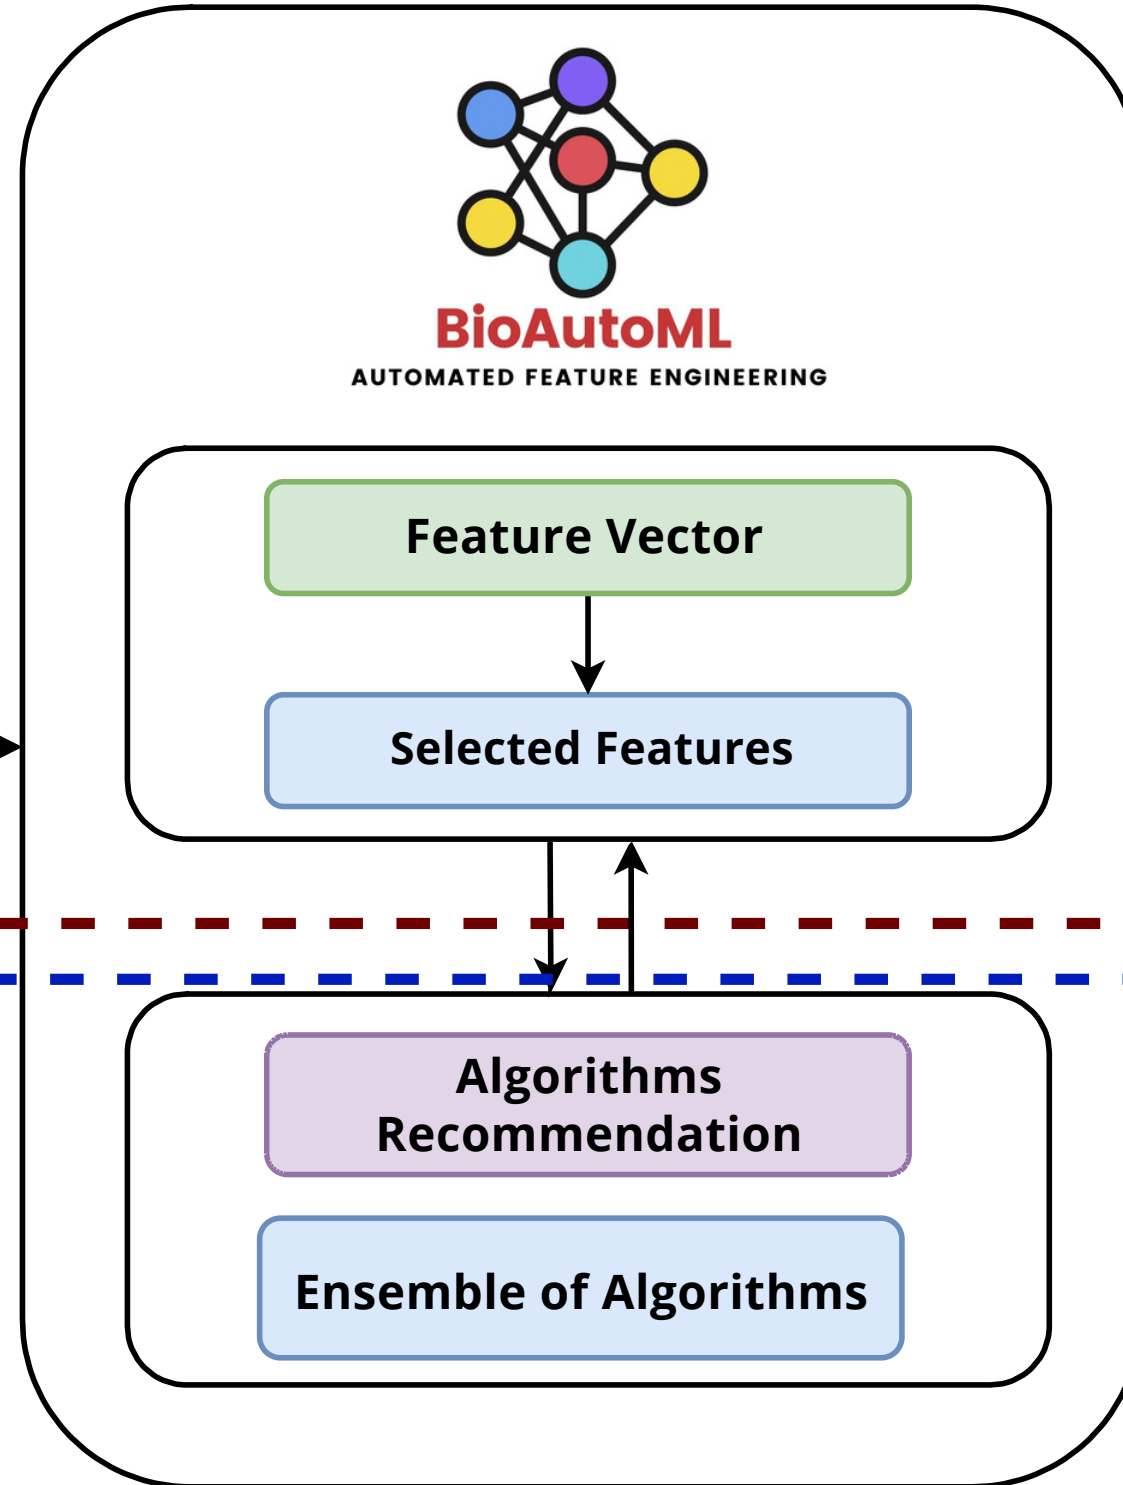 BioAutoML
AUTOMATED FEATURE ENGINEERING
Feature Vector
Selected Features
Algorithms
Recommendation
Ensemble of Algorithms